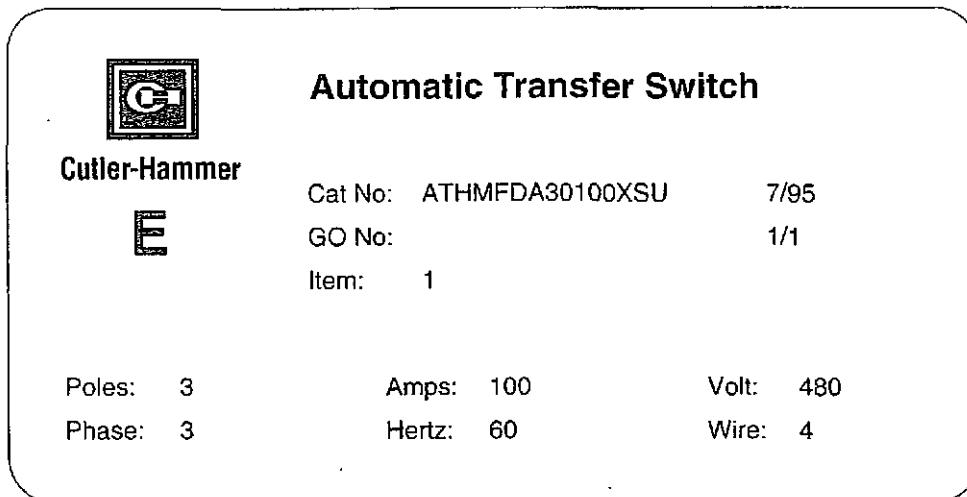 Automatic Transfer Switch
Cutler-Hammer
E
Cat No: ATHMFDA30100XSU 7/95
GO No: 1/1
Item: 1
Poles: 3 Amps: 100 Volt: 480
Phase: 3 Hertz: 60 Wire: 4